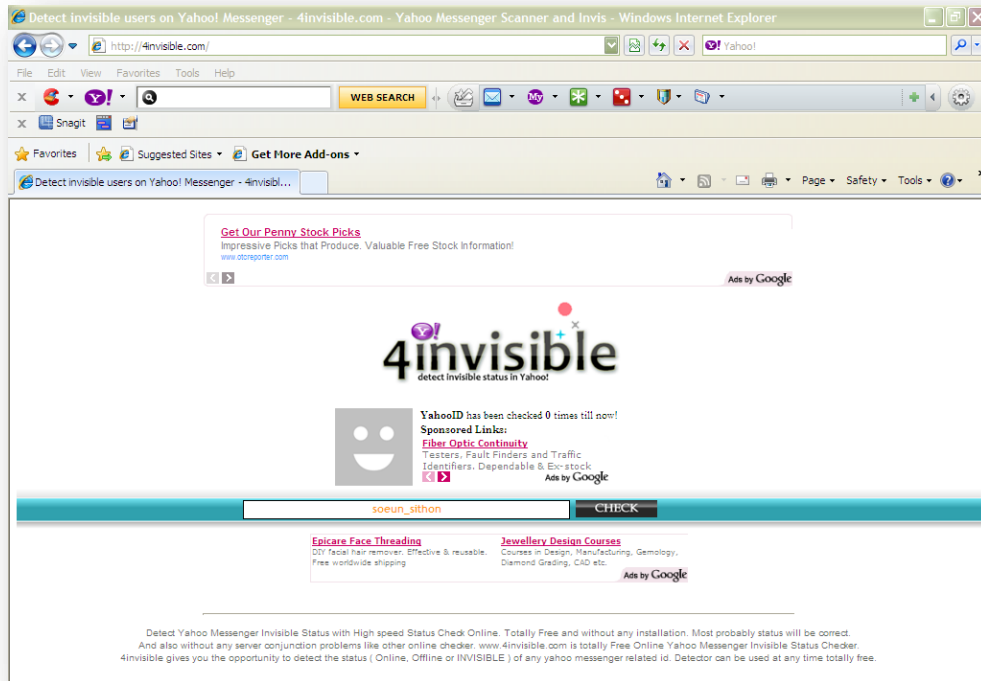 Detect invisible users on Yahoo! Messenger - 4invisible.com - Yahoo Messenger Scanner and Invis - Windows Internet Explorer
http://4invisible.com/
Yahoo!
File Edit View Favorites Tools Help
WEB SEARCH
My
Snagit
Favorites Suggested Sites Get More Add-ons
Detect invisible users on Yahoo! Messenger - 4invisibl...
Page Safety Tools
Get Our Penny Stock Picks
Impressive Picks that Produce. Valuable Free Stock Information!
www.otcreporter.com
Ads by Google
Y!
4invisible
detect invisible status in Yahoo!
YahooID has been checked 0 times till now!
Sponsored Links:
Fiber Optic Continuity
Testers, Fault Finders and Traffic
Identifiers. Dependable & Ex-stock
Ads by Google
soeun_sithon CHECK
Epicare Face Threading
DIY facial hair remover. Effective & reusable.
Free worldwide shipping
Jewellery Design Courses
Courses in Design, Manufacturing, Gemology,
Diamond Grading, CAD etc.
Ads by Google
Detect Yahoo Messenger Invisible Status with High speed Status Check Online. Totally Free and without any installation. Most probably status will be correct.
And also without any server conjunction problems like other online checker. www.4invisible.com is totally Free Online Yahoo Messenger Invisible Status Checker.
4invisible gives you the opportunity to detect the status ( Online, Offline or INVISIBLE ) of any yahoo messenger related id. Detector can be used at any time totally free.